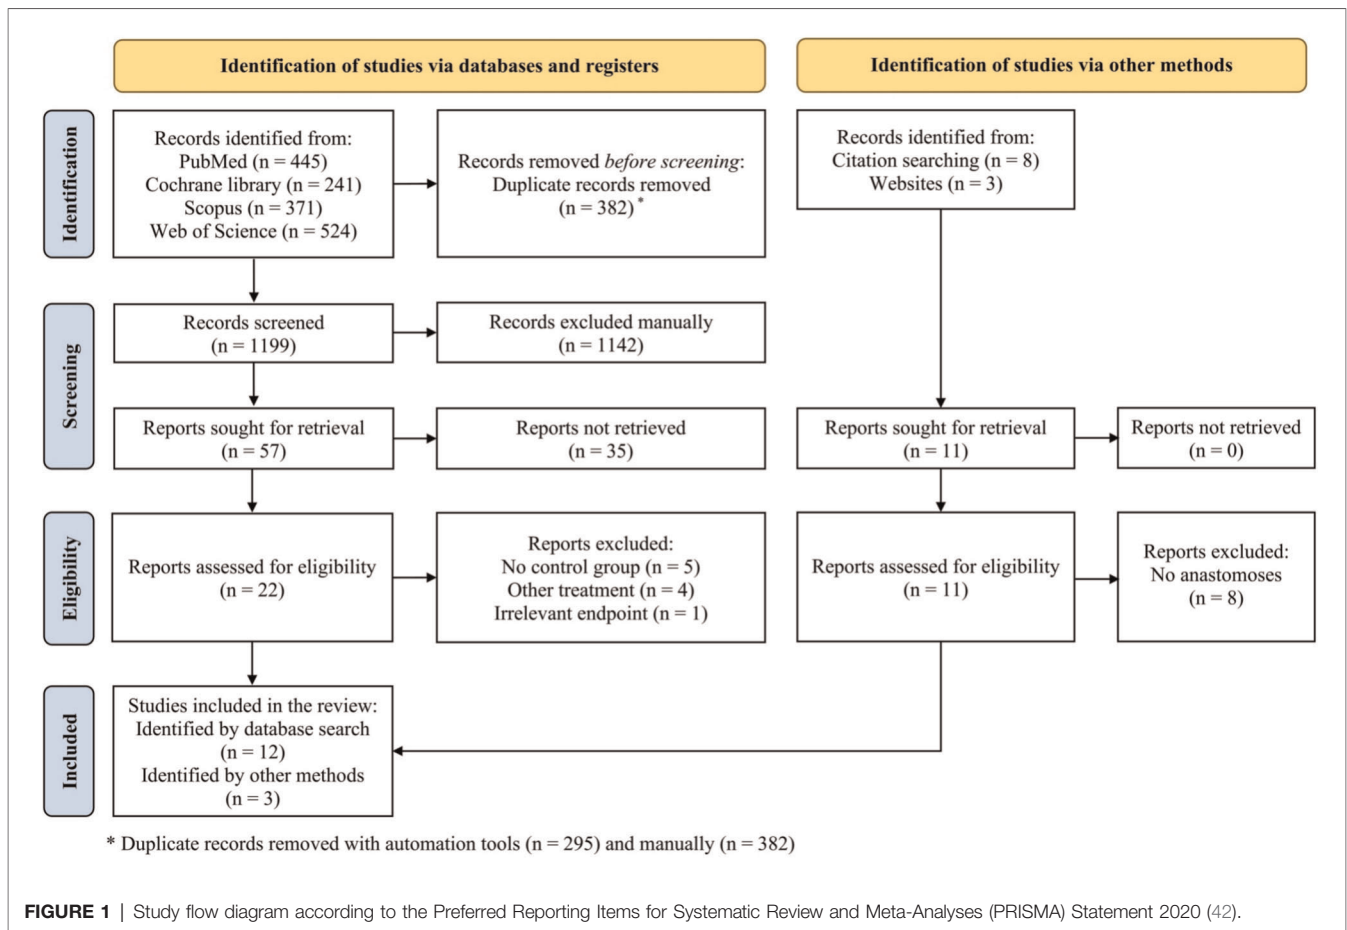 Identification of studies via databases and registers
Identification of studies via other methods
Identification
Records identified from:
PubMed (n = 445)
Cochrane library (n = 241)
Scopus (n = 371)
Web of Science (n = 524)
Records removed before screening:
Duplicate records removed
(n = 382)*
Records identified from:
Citation searching (n = 8)
Websites (n = 3)
Screening
Records screened
(n = 1199)
Records excluded manually
(n = 1142)
Reports sought for retrieval
(n = 57)
Reports not retrieved
(n = 35)
Reports sought for retrieval
(n = 11)
Reports not retrieved
(n = 0)
Eligibility
Reports assessed for eligibility
(n = 22)
Reports excluded:
No control group (n = 5)
Other treatment (n = 4)
Irrelevant endpoint (n = 1)
Reports assessed for eligibility
(n = 11)
Reports excluded:
No anastomoses
(n = 8)
Included
Studies included in the review:
Identified by database search
(n = 12)
Identified by other methods
(n = 3)
* Duplicate records removed with automation tools (n = 295) and manually (n = 382)
FIGURE 1 | Study flow diagram according to the Preferred Reporting Items for Systematic Review and Meta-Analyses (PRISMA) Statement 2020 (42).